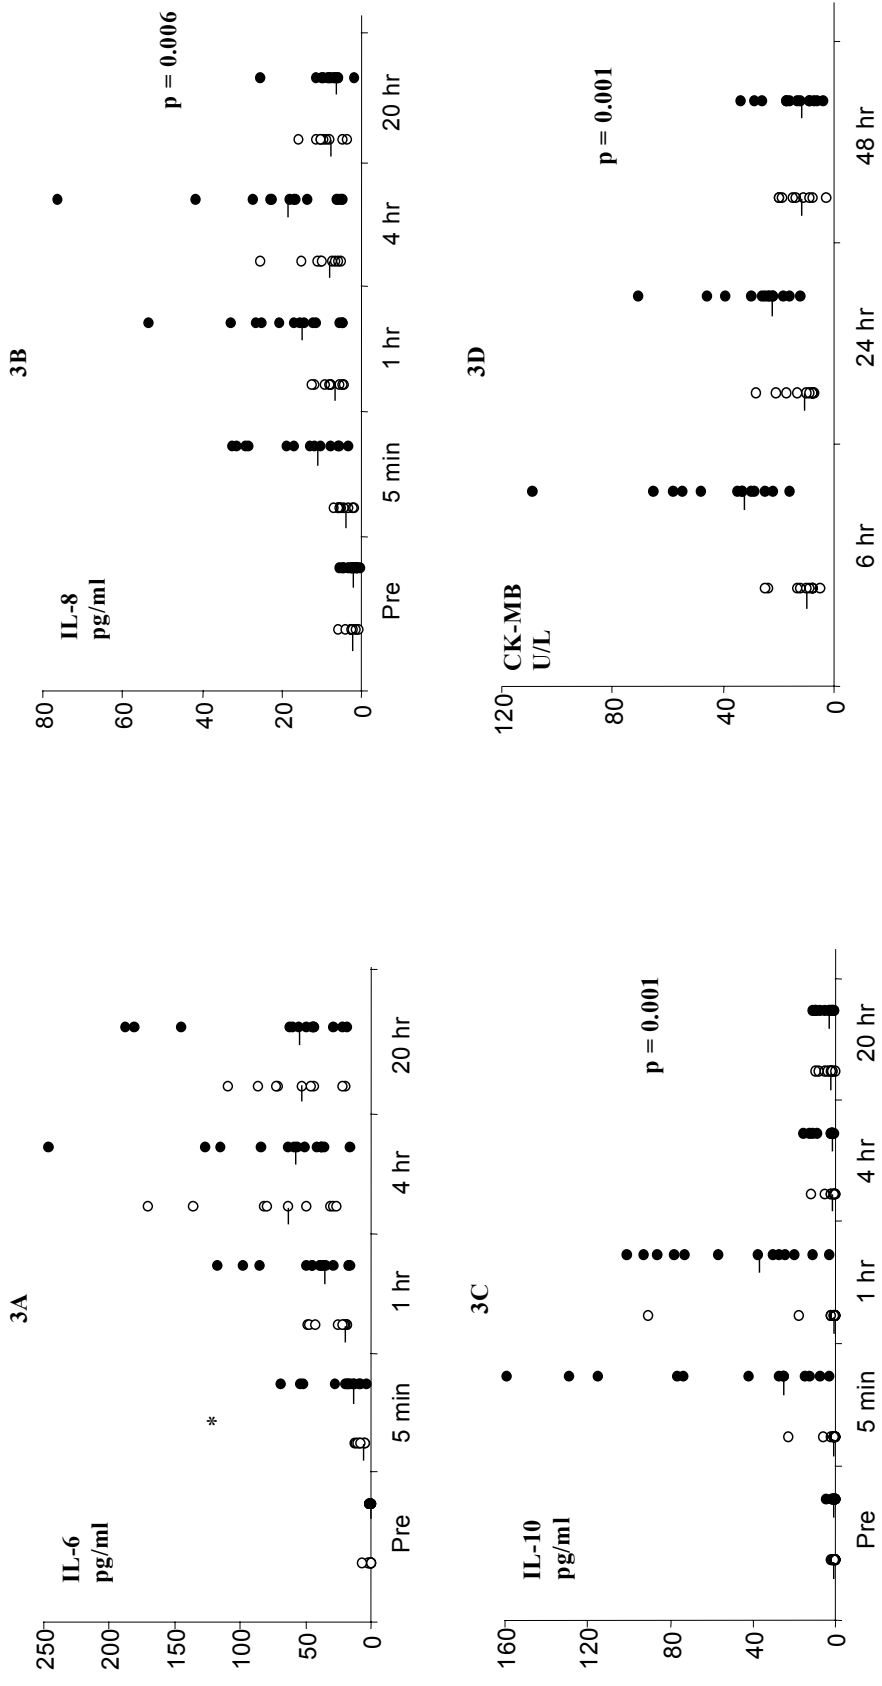 3A
IL-6
pg/ml
250
200
150
100
50
0
*
Pre
5 min
1 hr
4 hr
20 hr
3B
IL-8
pg/ml
p = 0.006
80
60
40
20
0
Pre
5 min
1 hr
4 hr
20 hr
3C
IL-10
pg/ml
p = 0.001
160
120
80
40
0
Pre
5 min
1 hr
4 hr
20 hr
3D
CK-MB
U/L
p = 0.001
120
80
40
0
6 hr
24 hr
48 hr